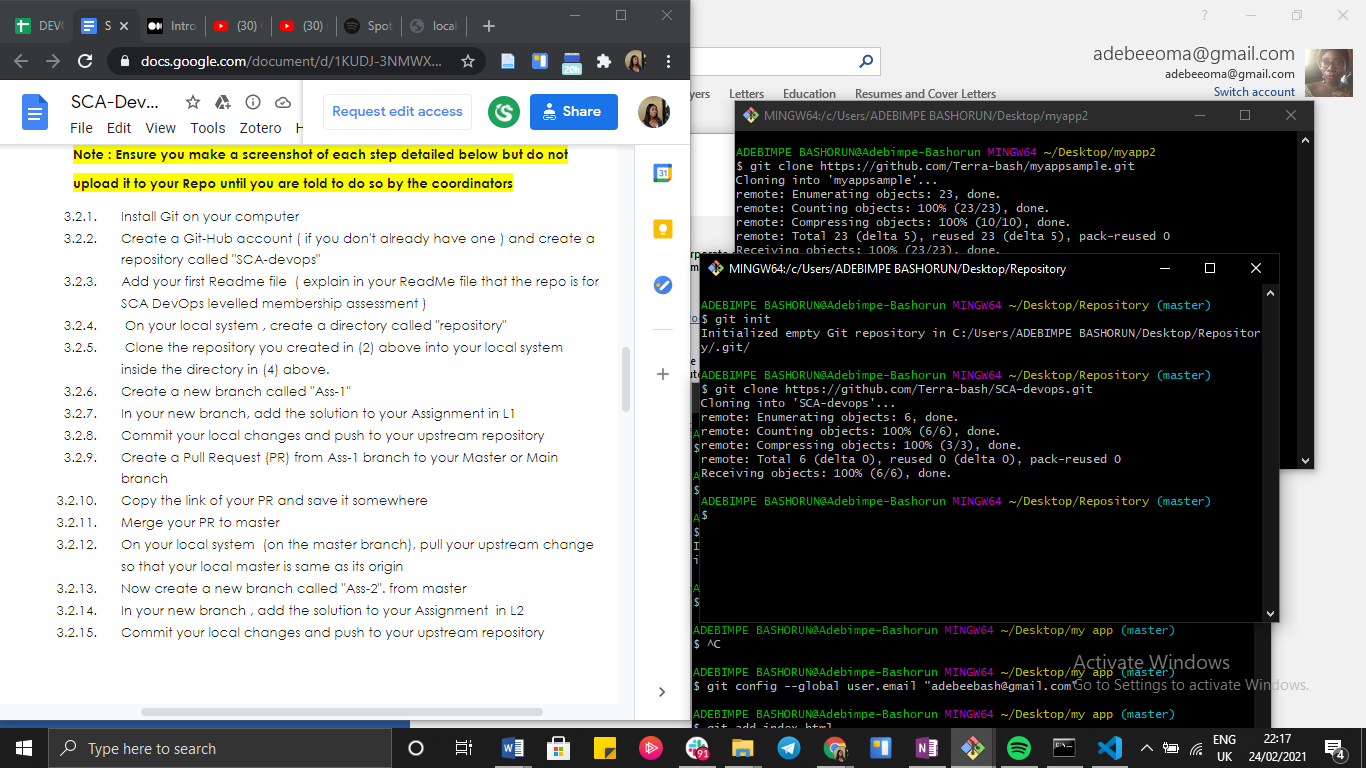 DEVC
S
Intro
(30)
(30)
Spot
local
docs.google.com/document/d/1KUDJ-3NMWX...
20h
SCA-Dev...
Request edit access
Share
File Edit View Tools Zotero
Note : Ensure you make a screenshot of each step detailed below but do not
upload it to your Repo until you are told to do so by the coordinators
3.2.1. Install Git on your computer
3.2.2. Create a Git-Hub account ( if you don't already have one ) and create a
repository called "SCA-devops"
3.2.3. Add your first Readme file ( explain in your ReadMe file that the repo is for
SCA DevOps levelled membership assessment )
3.2.4. On your local system , create a directory called "repository"
3.2.5. Clone the repository you created in (2) above into your local system
inside the directory in (4) above.
3.2.6. Create a new branch called "Ass-1"
3.2.7. In your new branch, add the solution to your Assignment in L1
3.2.8. Commit your local changes and push to your upstream repository
3.2.9. Create a Pull Request (PR) from Ass-1 branch to your Master or Main
branch
3.2.10. Copy the link of your PR and save it somewhere
3.2.11. Merge your PR to master
3.2.12. On your local system (on the master branch), pull your upstream change
so that your local master is same as its origin
3.2.13. Now create a new branch called "Ass-2". from master
3.2.14. In your new branch , add the solution to your Assignment in L2
3.2.15. Commit your local changes and push to your upstream repository
31
adebeeoma@gmail.com
adebeeoma@gmail.com
Switch account
yers Letters Education Resumes and Cover Letters
MINGW64:/c/Users/ADEBIMPE BASHORUN/Desktop/myapp2
ADEBIMPE BASHORUN@Adebimpe-Bashorun MINGW64 ~/Desktop/myapp2
$ git clone https://github.com/Terra-bash/myappsample.git
Cloning into 'myappsample'...
remote: Enumerating objects: 23, done.
remote: Counting objects: 100% (23/23), done.
remote: Compressing objects: 100% (10/10), done.
remote: Total 23 (delta 5), reused 23 (delta 5), pack-reused 0
Receiving objects: 100% (23/23), done.
MINGW64:/c/Users/ADEBIMPE BASHORUN/Desktop/Repository
ADEBIMPE BASHORUN@Adebimpe-Bashorun MINGW64 ~/Desktop/Repository (master)
$ git init
Initialized empty Git repository in C:/Users/ADEBIMPE BASHORUN/Desktop/Repositor
y/.git/
ADEBIMPE BASHORUN@Adebimpe-Bashorun MINGW64 ~/Desktop/Repository (master)
$ git clone https://github.com/Terra-bash/SCA-devops.git
Cloning into 'SCA-devops'...
remote: Enumerating objects: 6, done.
remote: Counting objects: 100% (6/6), done.
remote: Compressing objects: 100% (3/3), done.
remote: Total 6 (delta 0), reused 0 (delta 0), pack-reused 0
Receiving objects: 100% (6/6), done.
ADEBIMPE BASHORUN@Adebimpe-Bashorun MINGW64 ~/Desktop/Repository (master)
$
ADEBIMPE BASHORUN@Adebimpe-Bashorun MINGW64 ~/Desktop/my app (master)
$ ^C
ADEBIMPE BASHORUN@Adebimpe-Bashorun MINGW64 ~/Desktop/my app (master)
$ git config --global user.email "adebeebash@gmail.com"
ADEBIMPE BASHORUN@Adebimpe-Bashorun MINGW64 ~/Desktop/my app (master)
$ git add index.html
Activate Windows
Go to Settings to activate Windows.
Type here to search
91
ENG
UK
22:17
24/02/2021
4